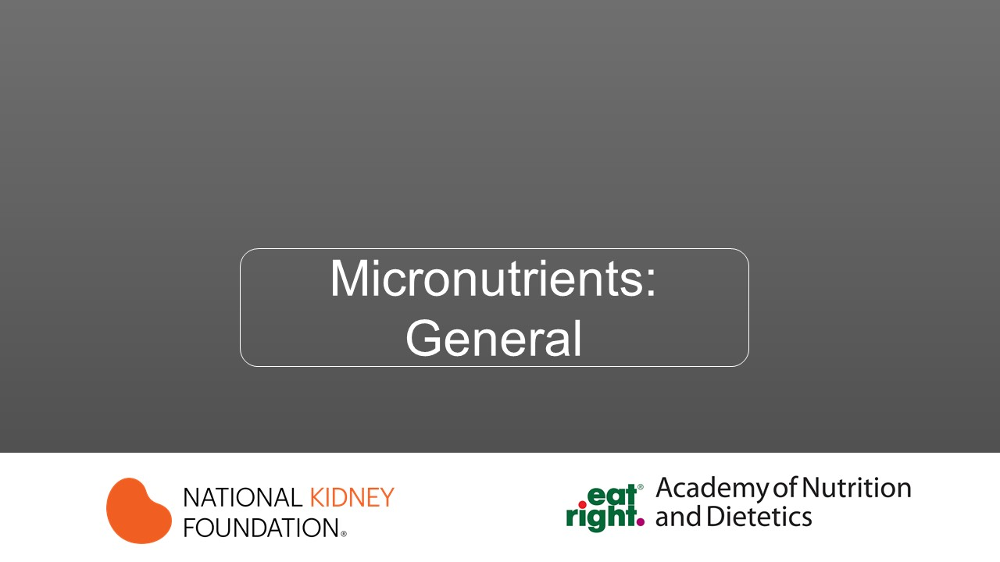 Micronutrients:
General
NATIONAL KIDNEY
FOUNDATION®
eat®
right.
Academy of Nutrition
and Dietetics